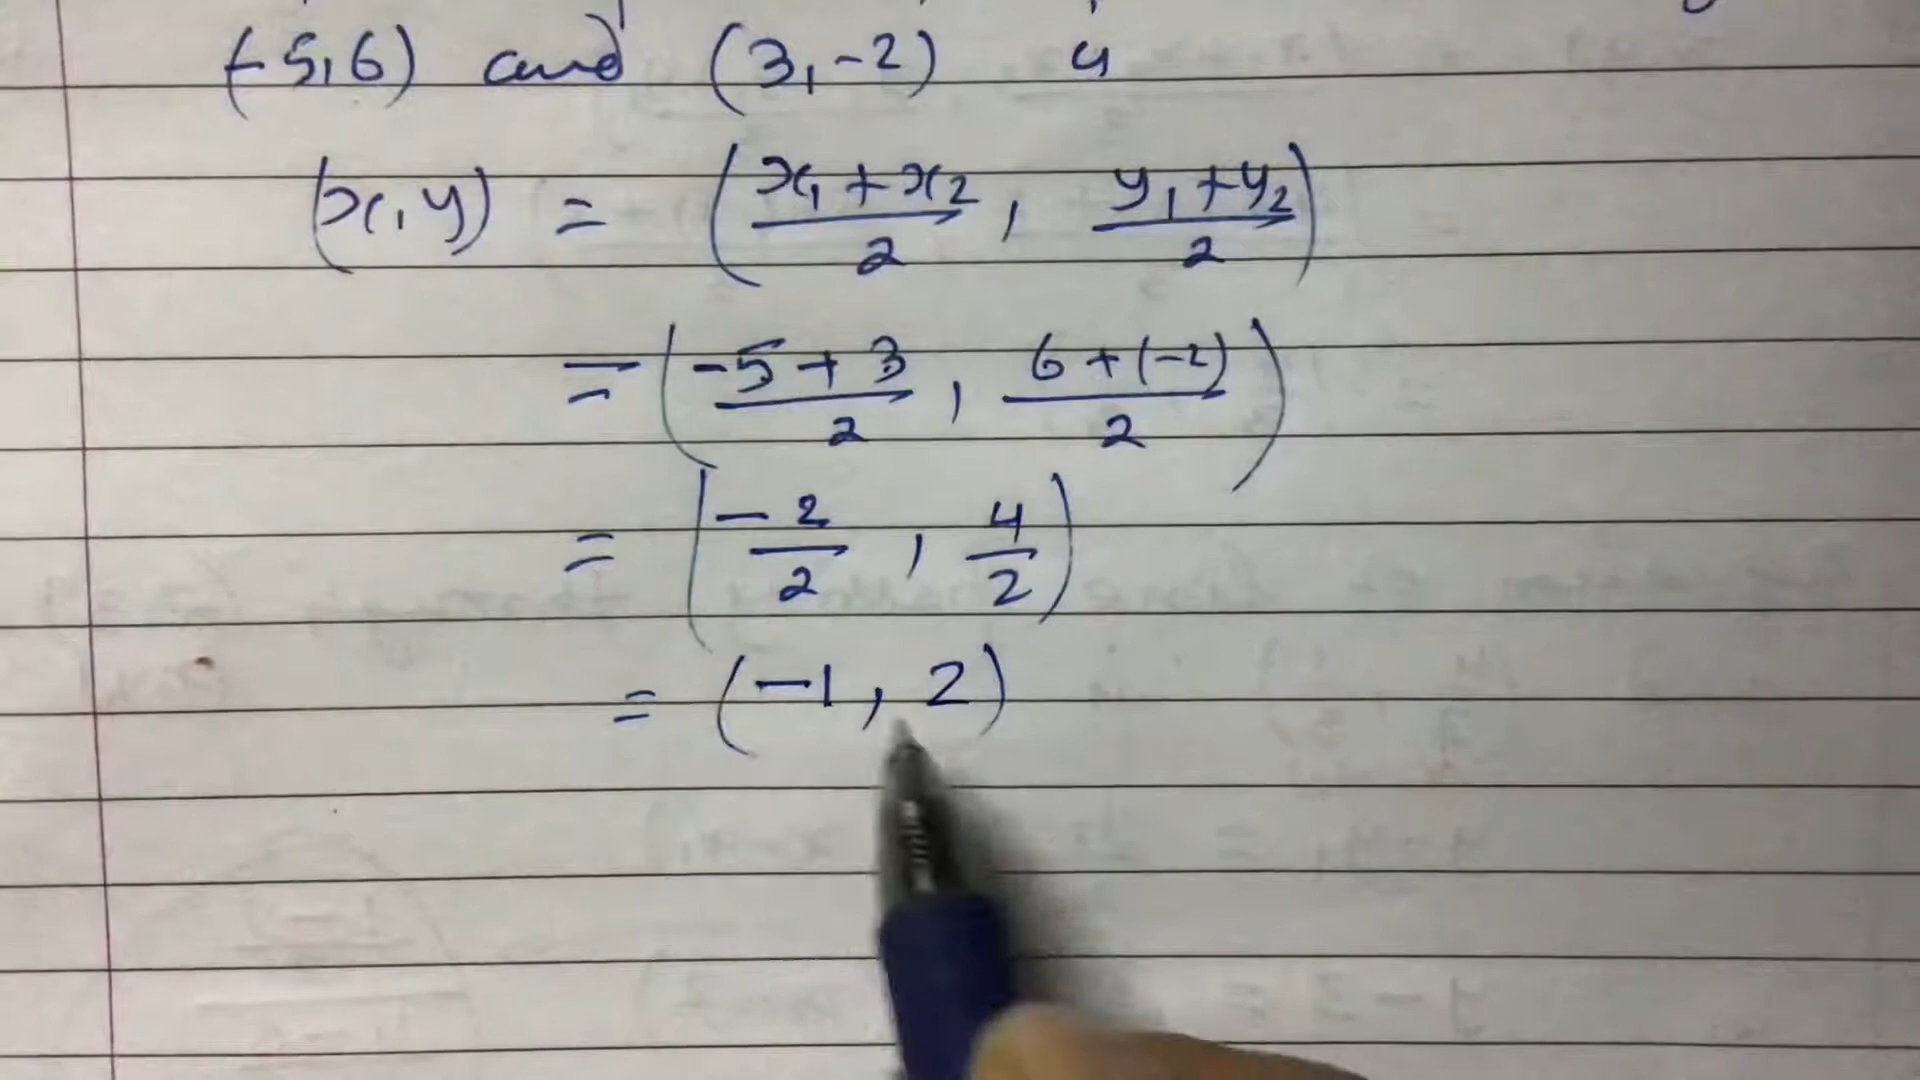 (-5,6) and (3,-2) is
(x,y) = (x₁+x₂/2, y₁+y₂/2)
= (-5+3/2, 6+(-2)/2)
= (-2/2, 4/2)
= (-1, 2)